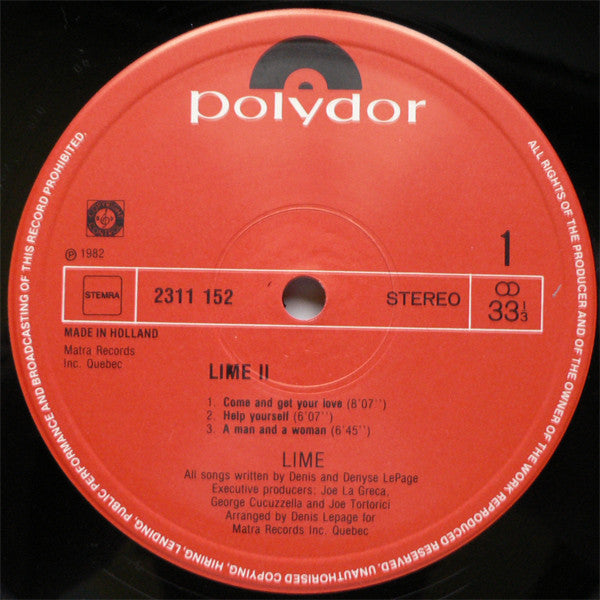 polydor
ALL RIGHTS OF THE PRODUCER AND OF THE OWNER OF THE WORK REPRODUCED RESERVED. UNAUTHORISED COPYING, HIRING, LENDING, PUBLIC PERFORMANCE AND BROADCASTING OF THIS RECORD PROHIBITED.
℗ 1982
1
STEMRA
2311 152
STEREO
33 1/3
MADE IN HOLLAND
Matra Records
Inc. Quebec
LIME II
1. Come and get your love (8'07'')
2. Help yourself (6'07'')
3. A man and a woman (6'45'')
LIME
All songs written by Denis and Denyse LePage
Executive producers: Joe La Greca,
George Cucuzzella and Joe Tortorici
Arranged by Denis Lepage for
Matra Records Inc. Quebec